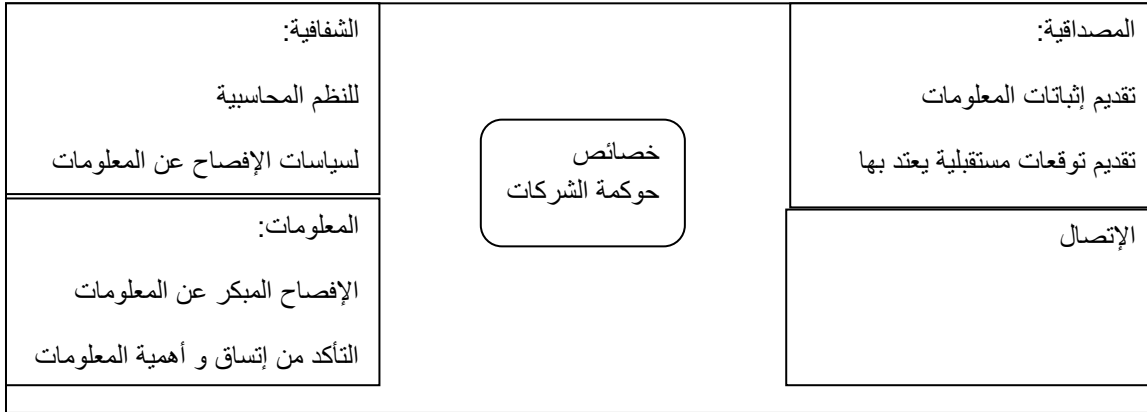 المصداقية:
تقديم إثباتات المعلومات
تقديم توقعات مستقبلية يعتد بها
الشفافية:
للنظم المحاسبية
لسياسات الإفصاح عن المعلومات
خصائص
حوكمة الشركات
الإتصال
المعلومات:
الإفصاح المبكر عن المعلومات
التأكد من إتساق و أهمية المعلومات